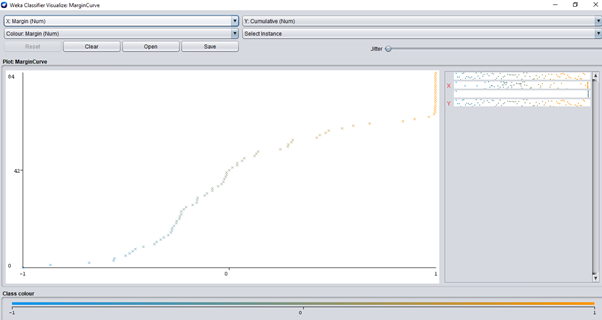 Weka Classifier Visualize: MarginCurve
X: Margin (Num)
Y: Cumulative (Num)
Colour: Margin (Num)
Select Instance
Reset
Clear
Open
Save
Jitter
Plot: MarginCurve
84
42
0
-1
0
1
X
Y
Class colour
-1
0
1